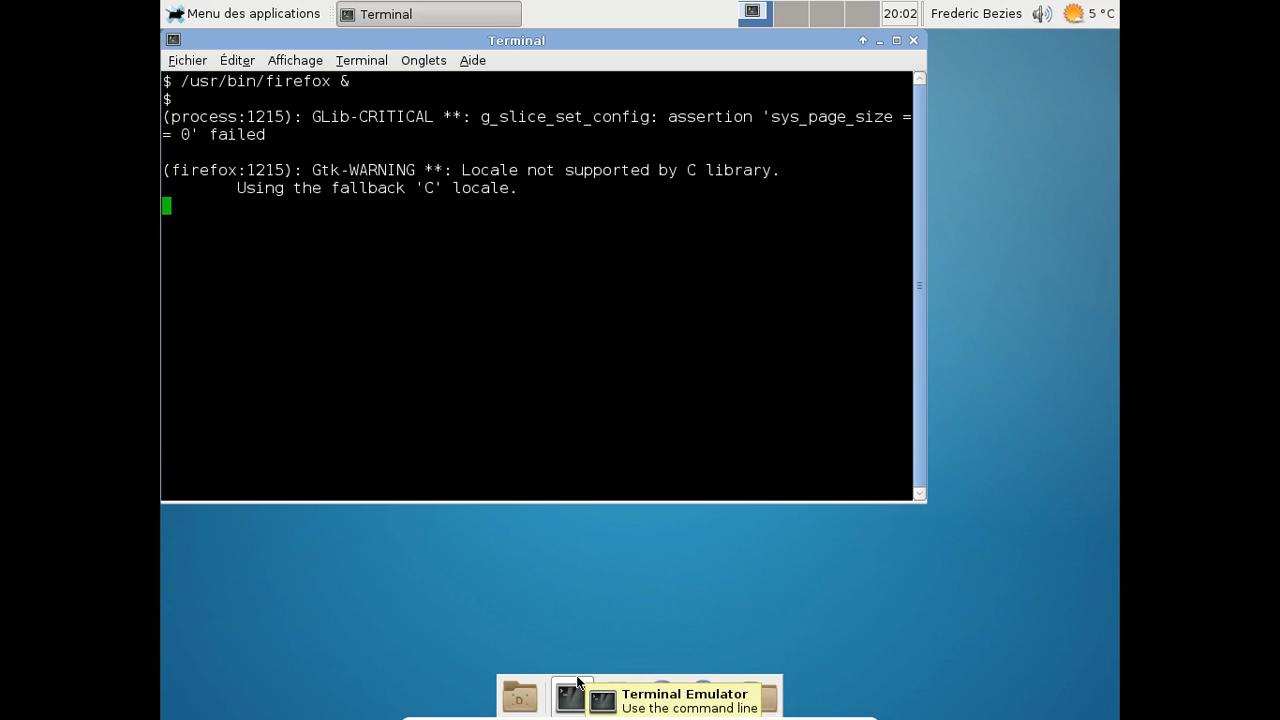 Menu des applications
Terminal
20:02
Frederic Bezies
5 °C
Terminal
Fichier Éditer Affichage Terminal Onglets Aide
$ /usr/bin/firefox &
$
(process:1215): GLib-CRITICAL **: g_slice_set_config: assertion 'sys_page_size =
= 0' failed
(firefox:1215): Gtk-WARNING **: Locale not supported by C library.
Using the fallback 'C' locale.
Terminal Emulator
Use the command line